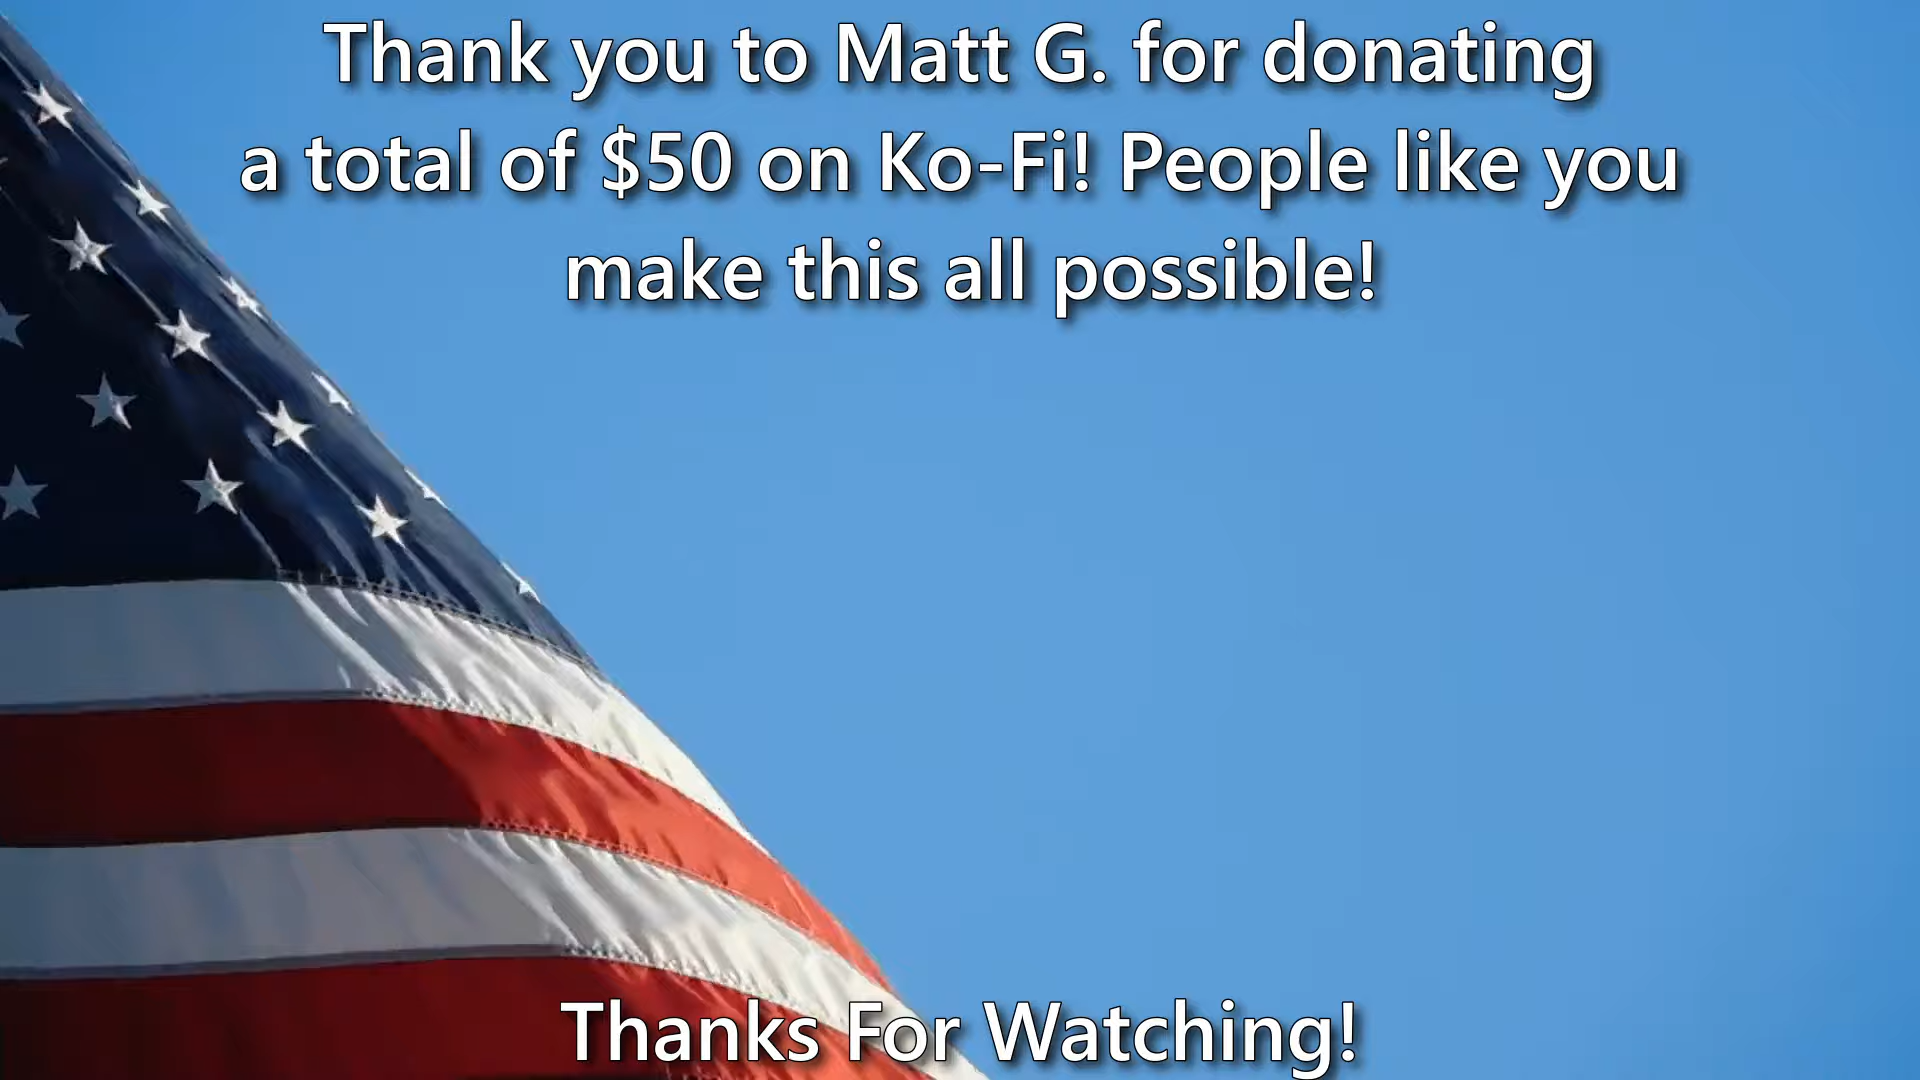 Thank you to Matt G. for donating
a total of $50 on Ko-Fi! People like you
make this all possible!
Thanks For Watching!